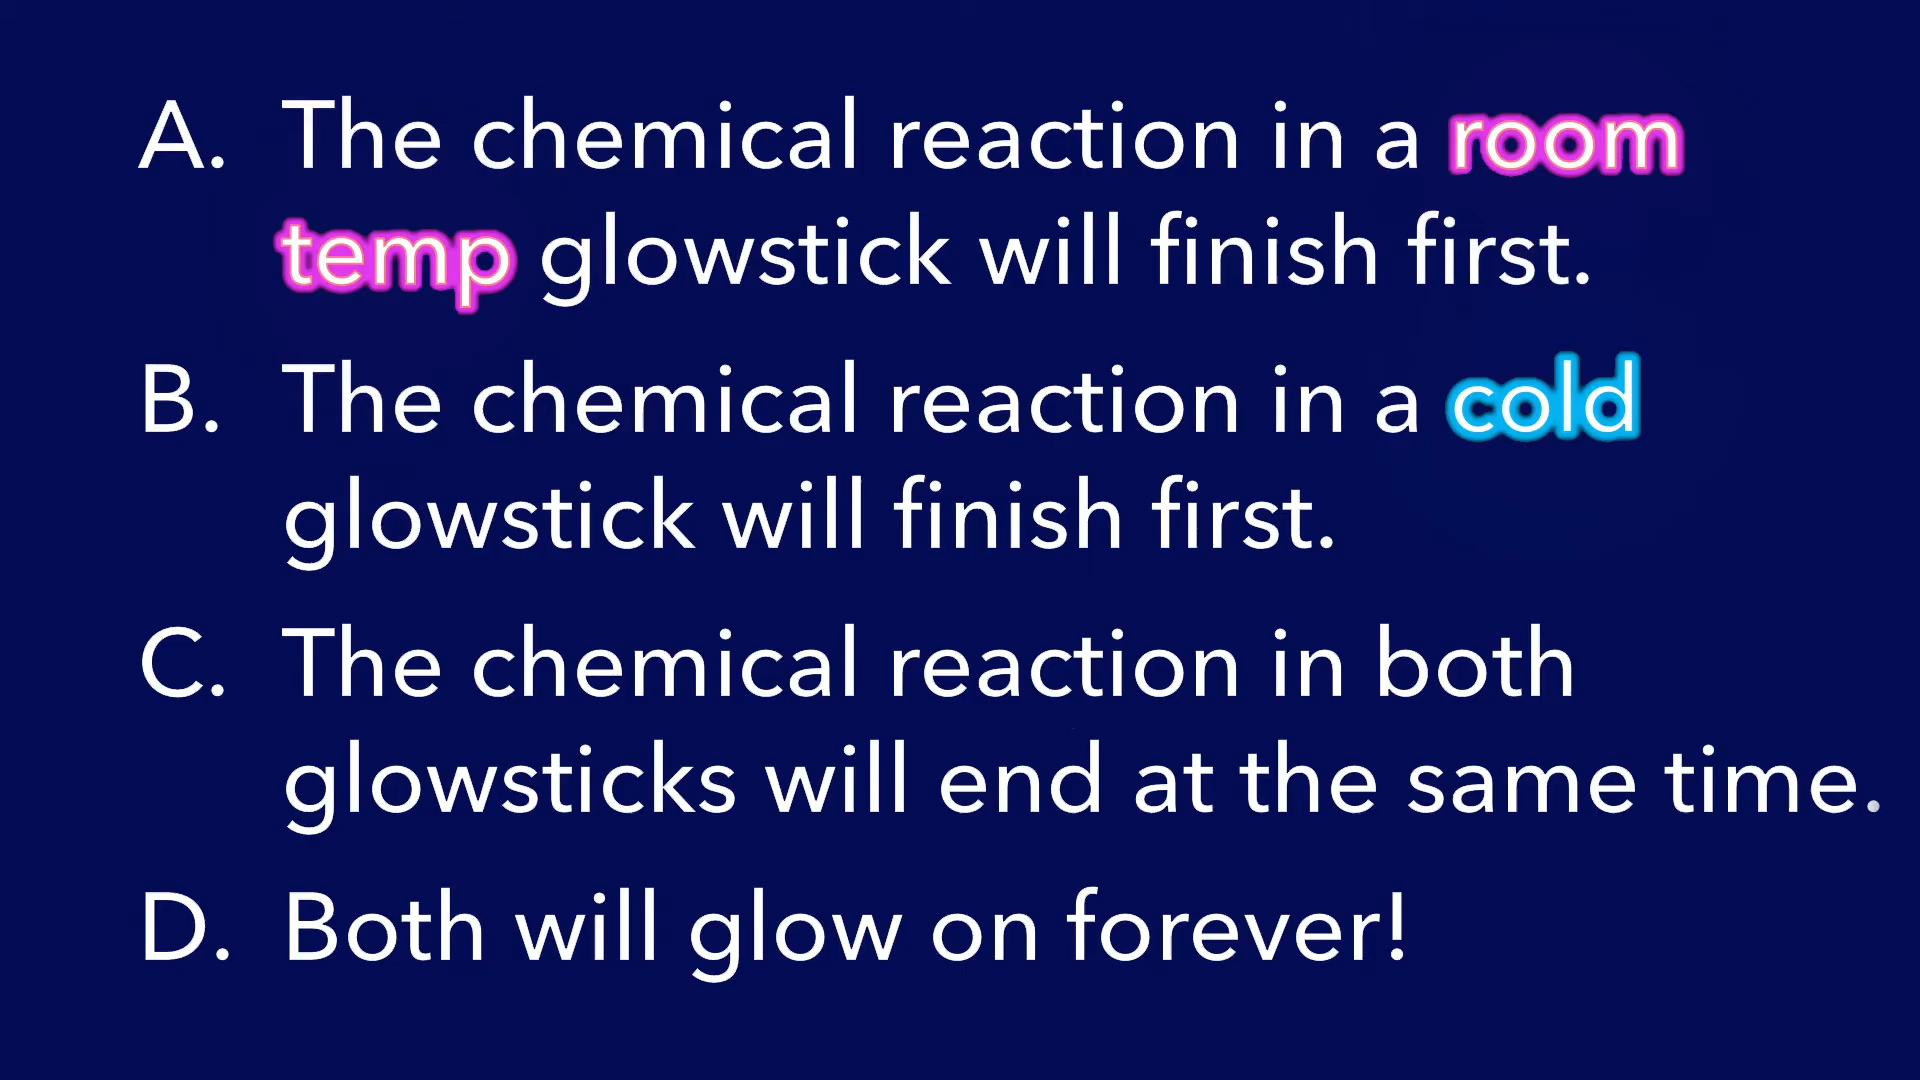 A. The chemical reaction in a room
temp glowstick will finish first.
B. The chemical reaction in a cold
glowstick will finish first.
C. The chemical reaction in both
glowsticks will end at the same time.
D. Both will glow on forever!